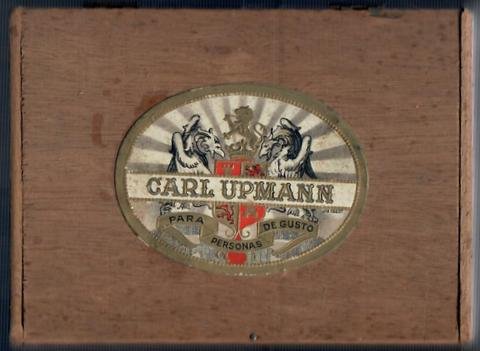 CARL UPMANN
PARA PERSONAS DE GUSTO